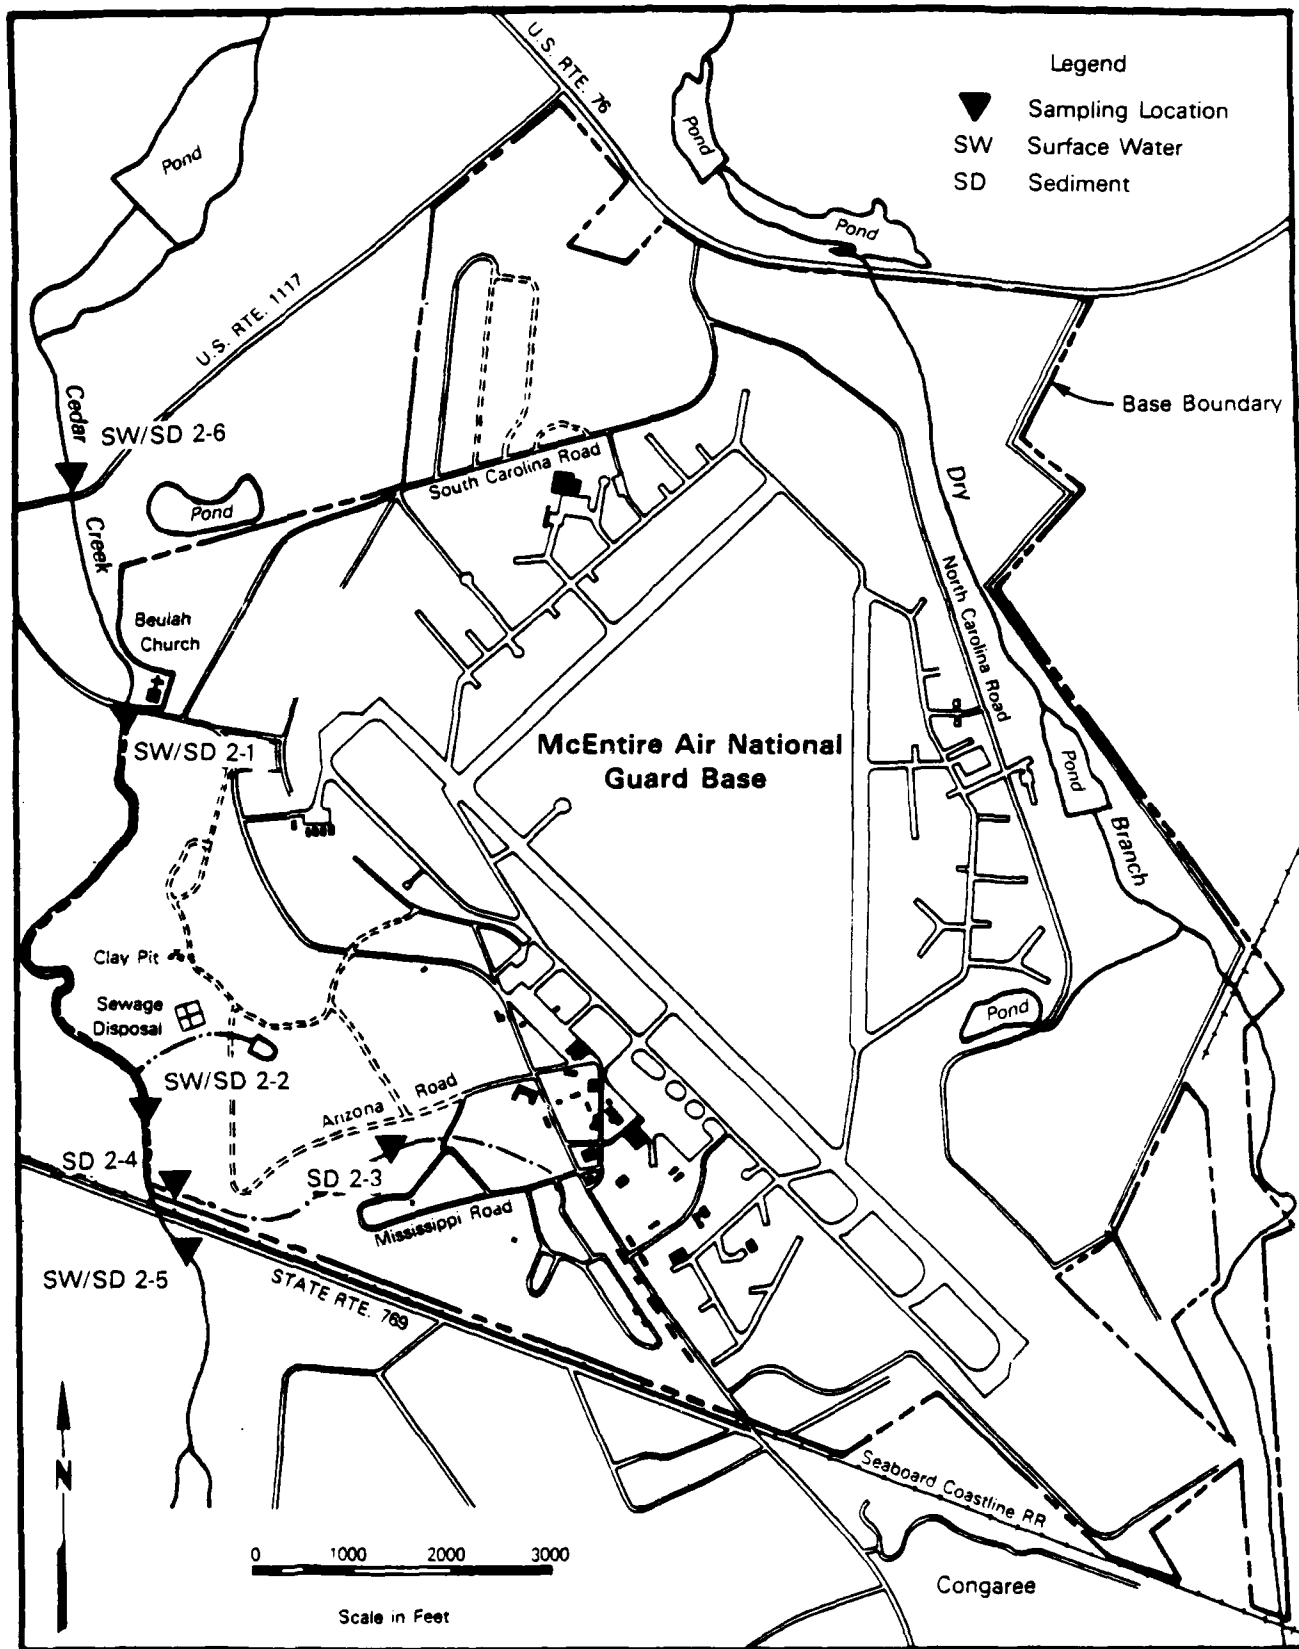 U.S. RTE. 76
Legend
Sampling Location
SW Surface Water
SD Sediment
Pond
Pond
Pond
U.S. RTE. 1117
Base Boundary
Cedar
SW/SD 2-6
South Carolina Road
Pond
Dry
Creek
North Carolina Road
Beulah
Church
McEntire Air National
Guard Base
SW/SD 2-1
Pond
Branch
Clay Pit
Sewage
Disposal
Pond
SW/SD 2-2
Arizona Road
SD 2-4
SD 2-3
Mississippi Road
SW/SD 2-5
STATE RTE. 769
N
Seaboard Coastline RR
0 1000 2000 3000
Scale in Feet
Congaree